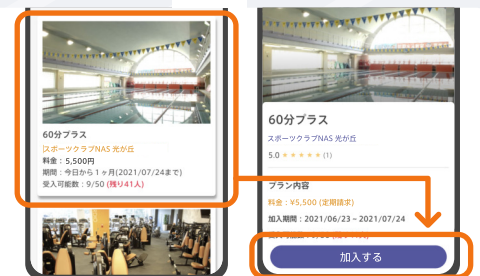 60分プラス
スポーツクラブNAS 光が丘
料金：5,500円
期間：今日から1ヶ月(2021/07/24まで)
受入可能数：9/50 (残り41人)
60分プラス
スポーツクラブNAS 光が丘
5.0 ★★★★★ (1)
プラン内容
料金：¥5,500 (定期請求)
加入期間：2021/06/23 – 2021/07/24
加入する